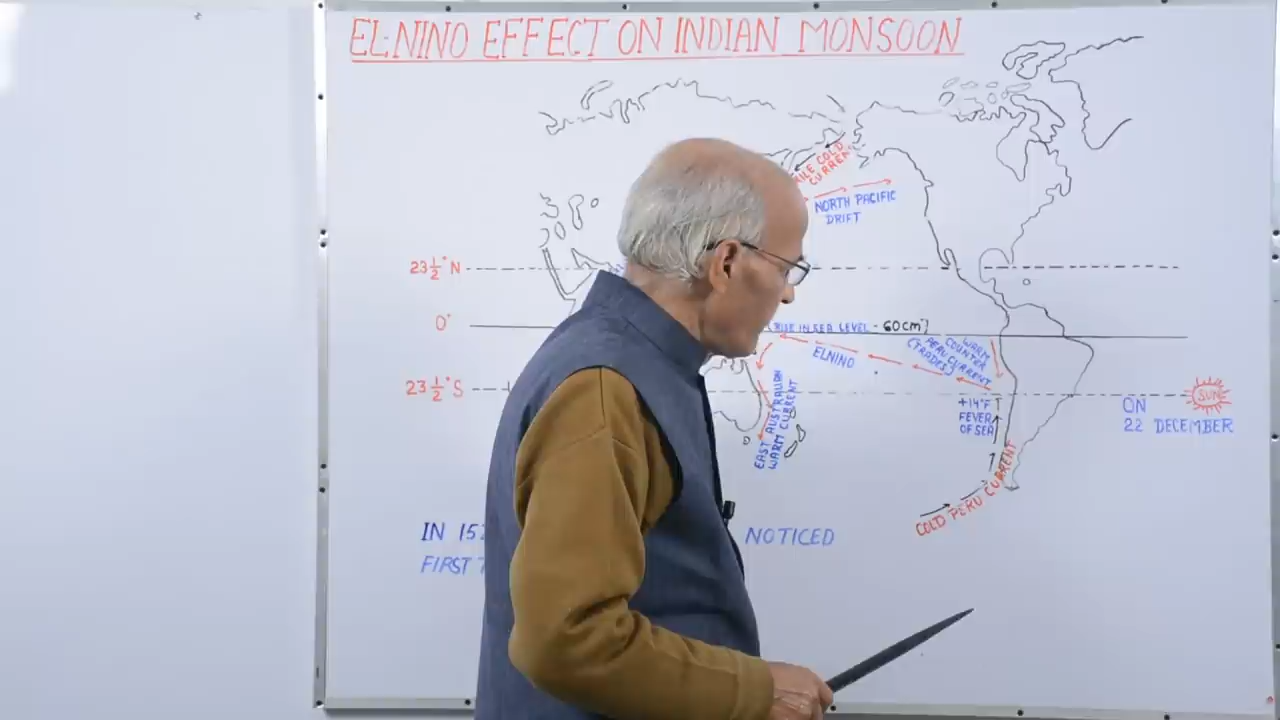 EL-NINO EFFECT ON INDIAN MONSOON
COLD
CURRENT
NORTH PACIFIC
DRIFT
23½°N
0°
(RISE IN SEA LEVEL - 60cm)
ELNINO
WARM
COUNTER
PERU CURRENT
(TRADES)
23½°S
EAST AUSTRALIAN
WARM CURRENT
+14°F
FEVER
OF SEA
SUN
ON
22 DECEMBER
COLD PERU CURRENT
IN NOTICED
FIRST